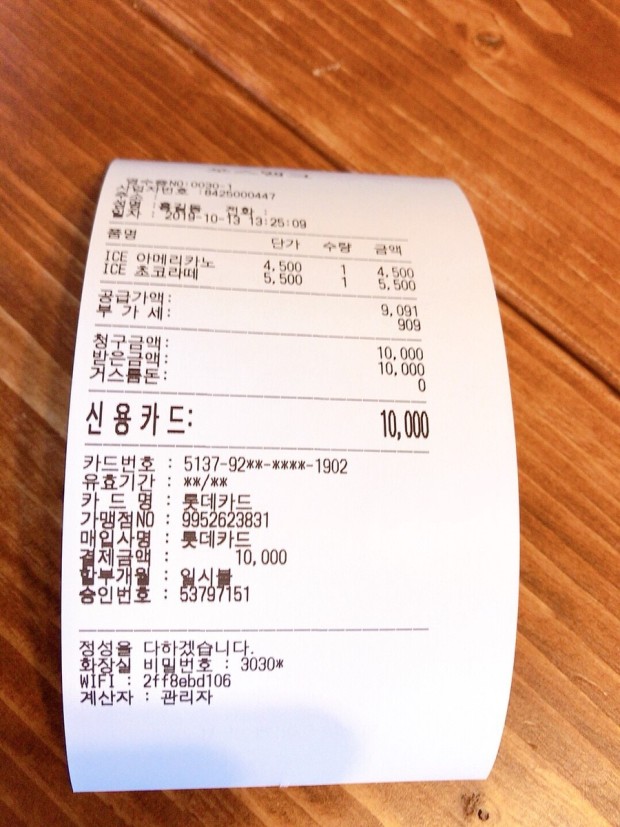 영수증NO:0030-1
사업자번호 :8425000447
성명 : 홍길동 전화 :
일자 : 2019-10-13 13:25:09
품명 단가 수량 금액
ICE 아메리카노 4,500 1 4,500
ICE 초코라떼 5,500 1 5,500
공급가액: 9,091
부 가 세: 909
청구금액: 10,000
받은금액: 10,000
거스름돈: 0
신용카드: 10,000
카드번호 : 5137-92**-****-1902
유효기간 : **/**
카 드 명 : 롯데카드
가맹점NO : 9952623831
매입사명 : 롯데카드
결제금액 : 10,000
할부개월 : 일시불
승인번호 : 53797151
정성을 다하겠습니다.
화장실 비밀번호 : 3030*
WIFI : 2ff8ebd106
계산자 : 관리자